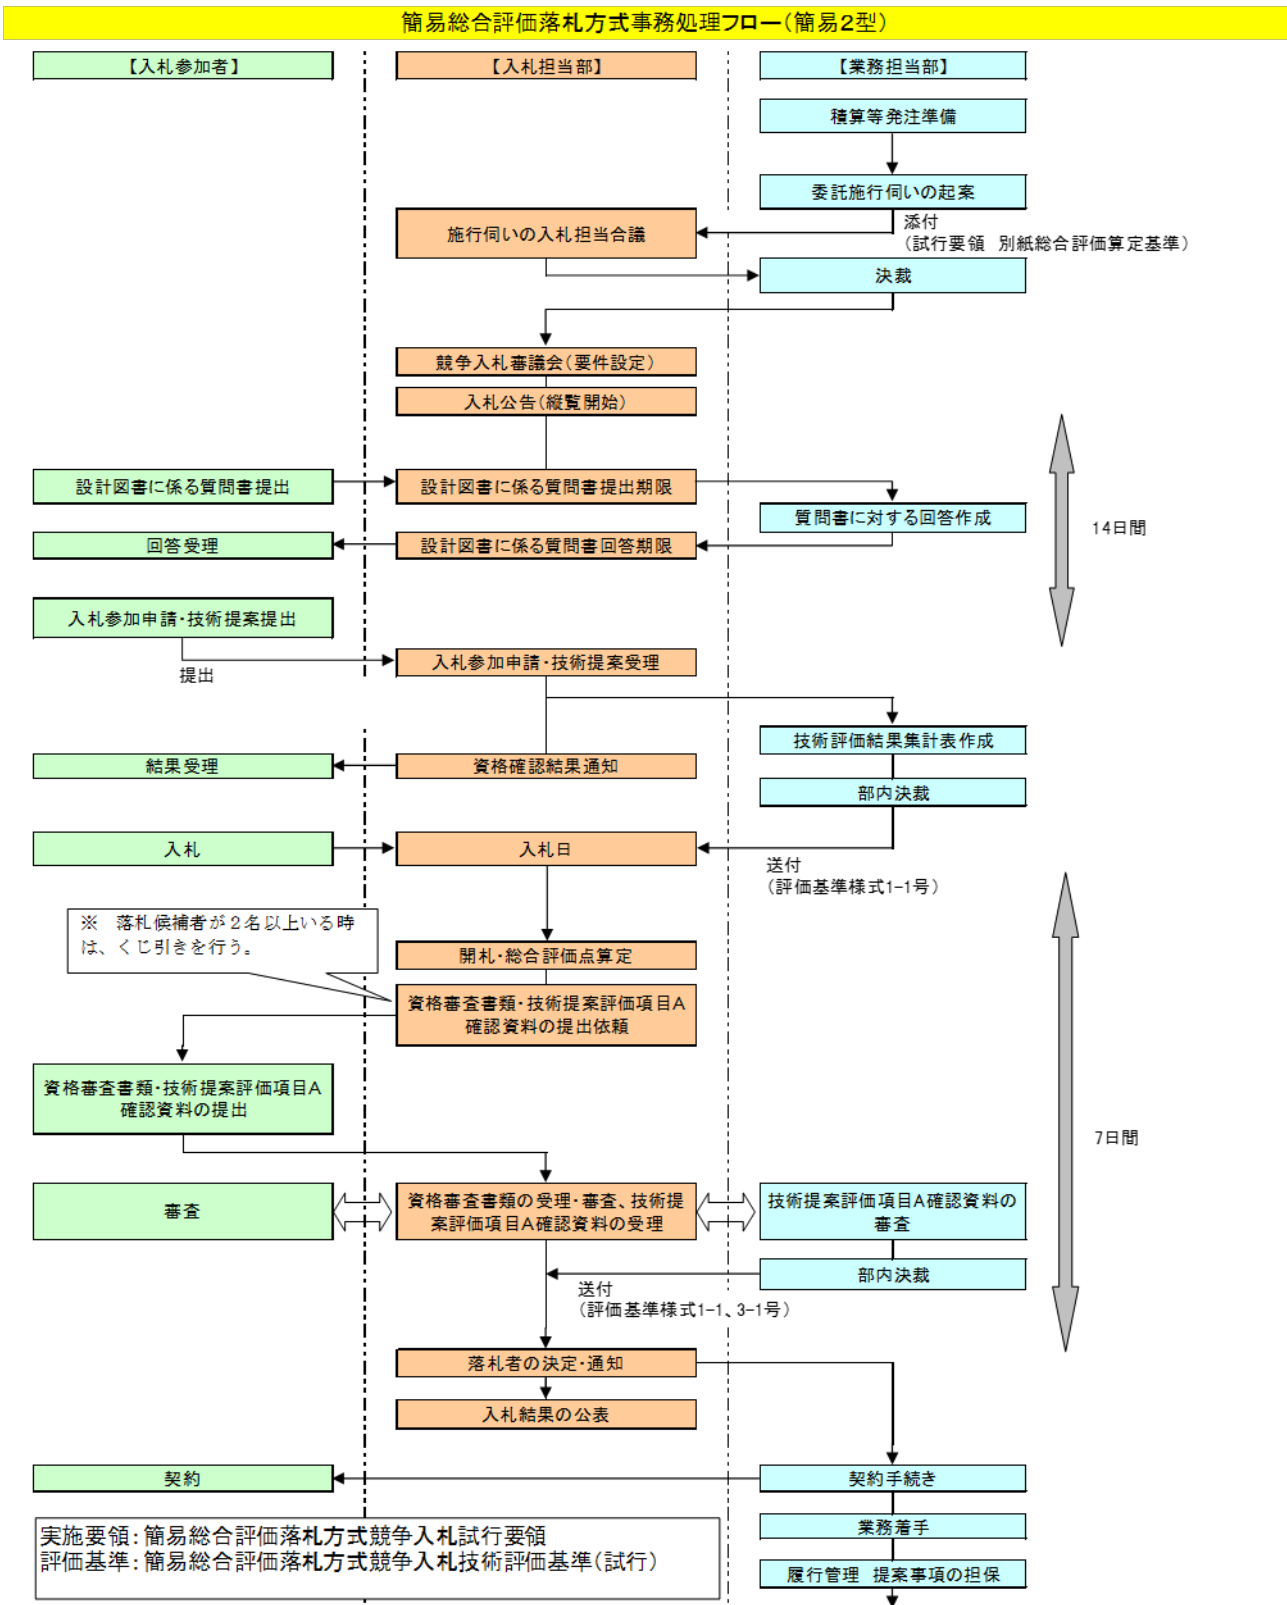 簡易総合評価落札方式事務処理フロー(簡易2型)
【入札参加者】
【入札担当部】
【業務担当部】
積算等発注準備
委託施行伺いの起案
添付
(試行要領 別紙総合評価算定基準)
施行伺いの入札担当合議
決裁
競争入札審議会(要件設定)
入札公告(縦覧開始)
設計図書に係る質問書提出
設計図書に係る質問書提出期限
質問書に対する回答作成
14日間
回答受理
設計図書に係る質問書回答期限
入札参加申請・技術提案提出
提出
入札参加申請・技術提案受理
技術評価結果集計表作成
結果受理
資格確認結果通知
部内決裁
入札
入札日
送付
(評価基準様式1-1号)
※ 落札候補者が2名以上いる時
は、くじ引きを行う。
開札・総合評価点算定
資格審査書類・技術提案評価項目A
確認資料の提出依頼
資格審査書類・技術提案評価項目A
確認資料の提出
7日間
審査
資格審査書類の受理・審査、技術提
案評価項目A確認資料の受理
技術提案評価項目A確認資料の
審査
部内決裁
送付
(評価基準様式1-1、3-1号)
落札者の決定・通知
入札結果の公表
契約
契約手続き
業務着手
履行管理 提案事項の担保
実施要領:簡易総合評価落札方式競争入札試行要領
評価基準:簡易総合評価落札方式競争入札技術評価基準(試行)